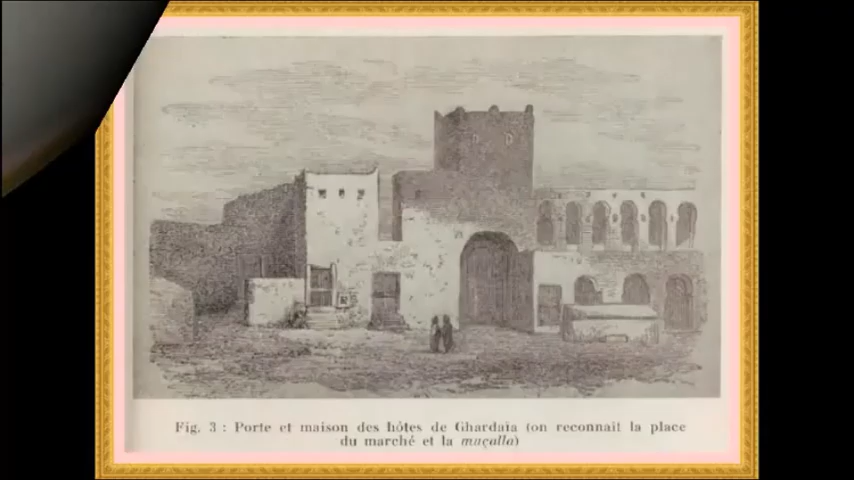 Fig. 3 : Porte et maison des hôtes de Ghardaïa (on reconnaît la place
du marché et la muçalla)